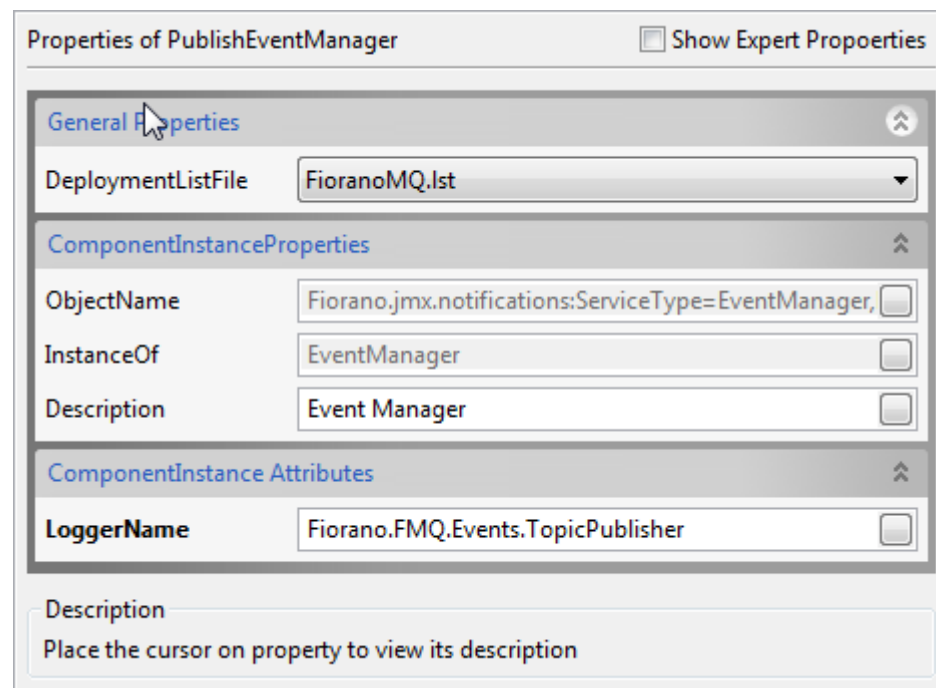 Properties of PublishEventManager Show Expert Propoerties
General Properties
DeploymentListFile FioranoMQ.lst
ComponentInstanceProperties
ObjectName Fiorano.jmx.notifications:ServiceType=EventManager,
InstanceOf EventManager
Description Event Manager
ComponentInstance Attributes
LoggerName Fiorano.FMQ.Events.TopicPublisher
Description
Place the cursor on property to view its description